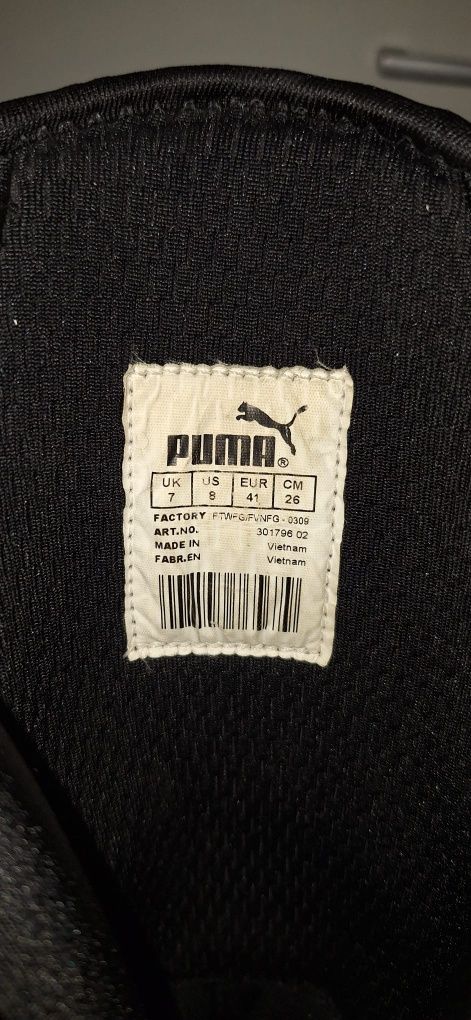 PUMA®
UK US EUR CM
7 8 41 26
FACTORY FTWFG/FVNFG - 0309
ART.NO. 301796 02
MADE IN Vietnam
FABR.EN Vietnam